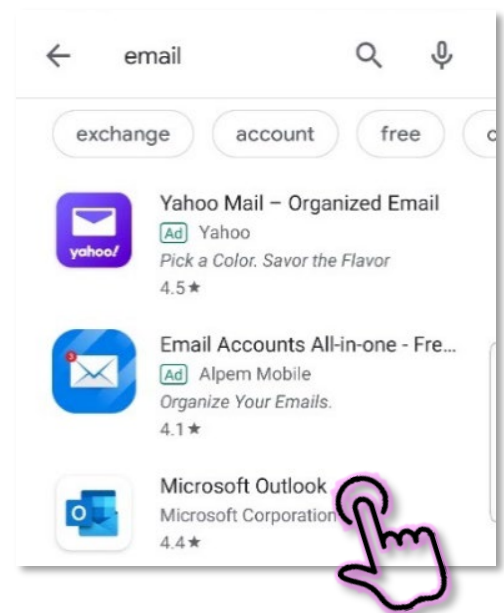 email
exchange account free
Yahoo Mail – Organized Email
yahoo!
Ad Yahoo
Pick a Color. Savor the Flavor
4.5★
Email Accounts All-in-one - Fre...
3
Ad Alpem Mobile
Organize Your Emails.
4.1★
Microsoft Outlook
O
Microsoft Corporation
4.4★